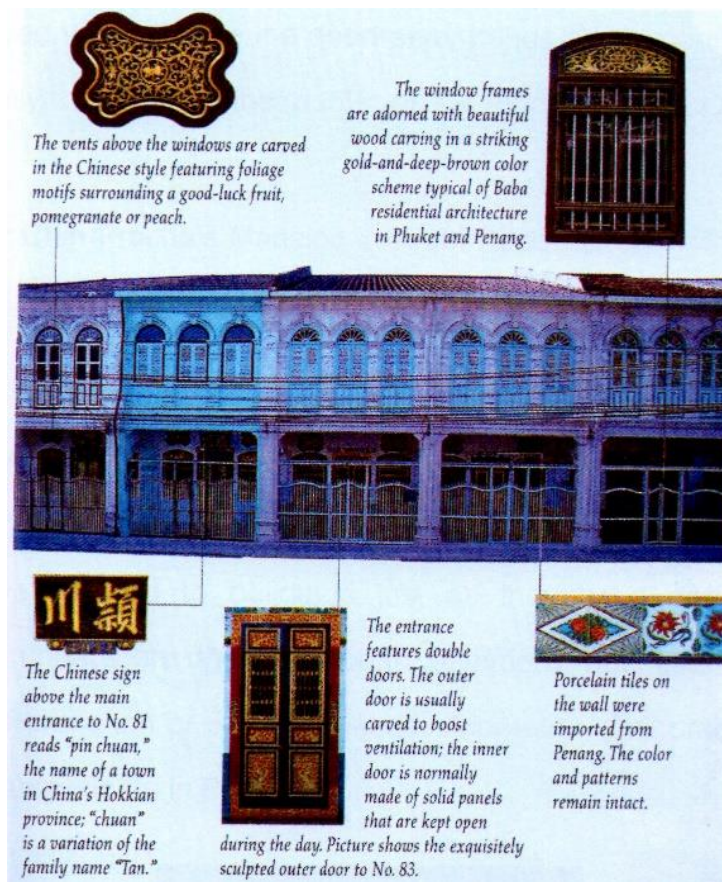 The vents above the windows are carved
in the Chinese style featuring foliage
motifs surrounding a good-luck fruit,
pomegranate or peach.
The window frames
are adorned with beautiful
wood carving in a striking
gold-and-deep-brown color
scheme typical of Baba
residential architecture
in Phuket and Penang.
川穎
The Chinese sign
above the main
entrance to No. 81
reads “pin chuan,”
the name of a town
in China's Hokkian
province; “chuan”
is a variation of the
family name “Tan.”
The entrance
features double
doors. The outer
door is usually
carved to boost
ventilation; the inner
door is normally
made of solid panels
that are kept open
during the day. Picture shows the exquisitely
sculpted outer door to No. 83.
Porcelain tiles on
the wall were
imported from
Penang. The color
and patterns
remain intact.